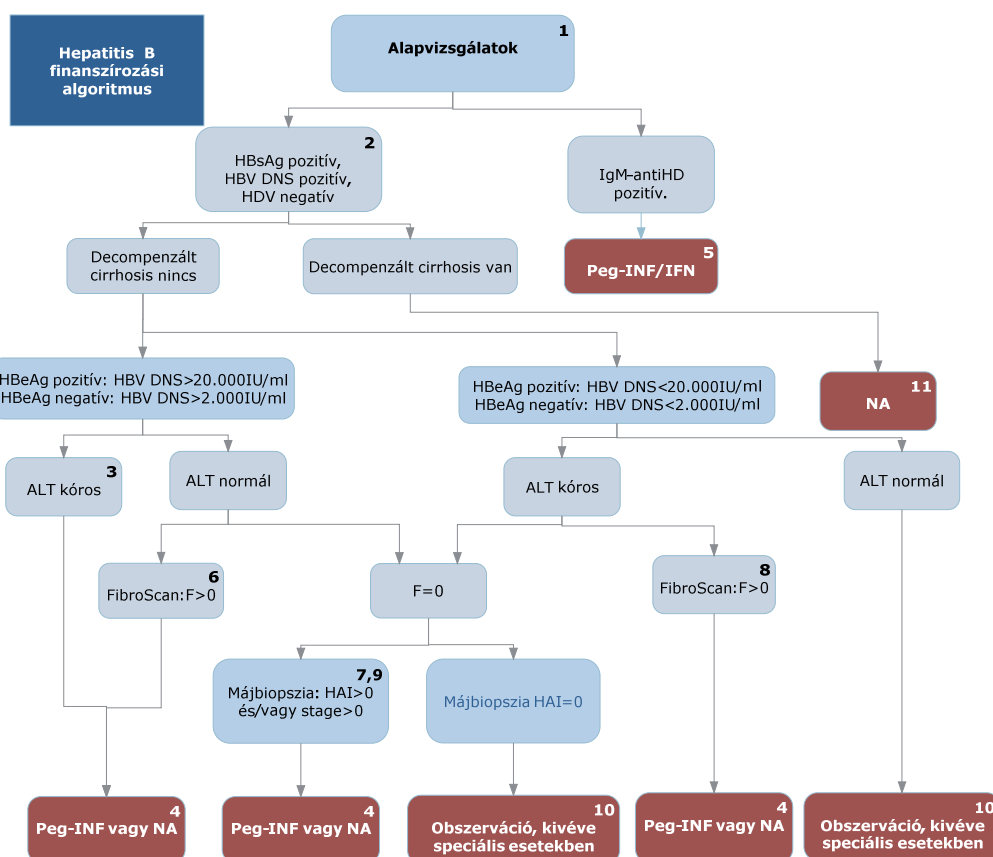 Hepatitis B
finanszírozási
algoritmus
1
Alapvizsgálatok
2
HBsAg pozitív,
HBV DNS pozitív,
HDV negatív
IgM-antiHD
pozitív.
Decompenzált
cirrhosis nincs
Decompenzált cirrhosis van
5
Peg-INF/IFN
HBeAg pozitív: HBV DNS>20.000IU/ml
HBeAg negatív: HBV DNS>2.000IU/ml
HBeAg pozitív: HBV DNS<20.000IU/ml
HBeAg negatív: HBV DNS<2.000IU/ml
11
NA
3
ALT kóros
ALT normál
ALT kóros
ALT normál
6
FibroScan:F>0
F=0
8
FibroScan:F>0
7,9
Májbiopszia: HAI>0
és/vagy stage>0
Májbiopszia HAI=0
4
Peg-INF vagy NA
4
Peg-INF vagy NA
10
Obszerváció, kivéve
speciális esetekben
4
Peg-INF vagy NA
10
Obszerváció, kivéve
speciális esetekben